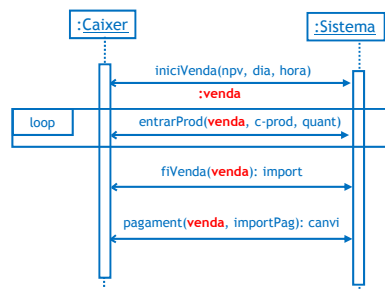 :Caixer
:Sistema
iniciVenda(npv, dia, hora)
:venda
loop
entrarProd(venda, c-prod, quant)
fiVenda(venda): import
pagament(venda, importPag): canvi